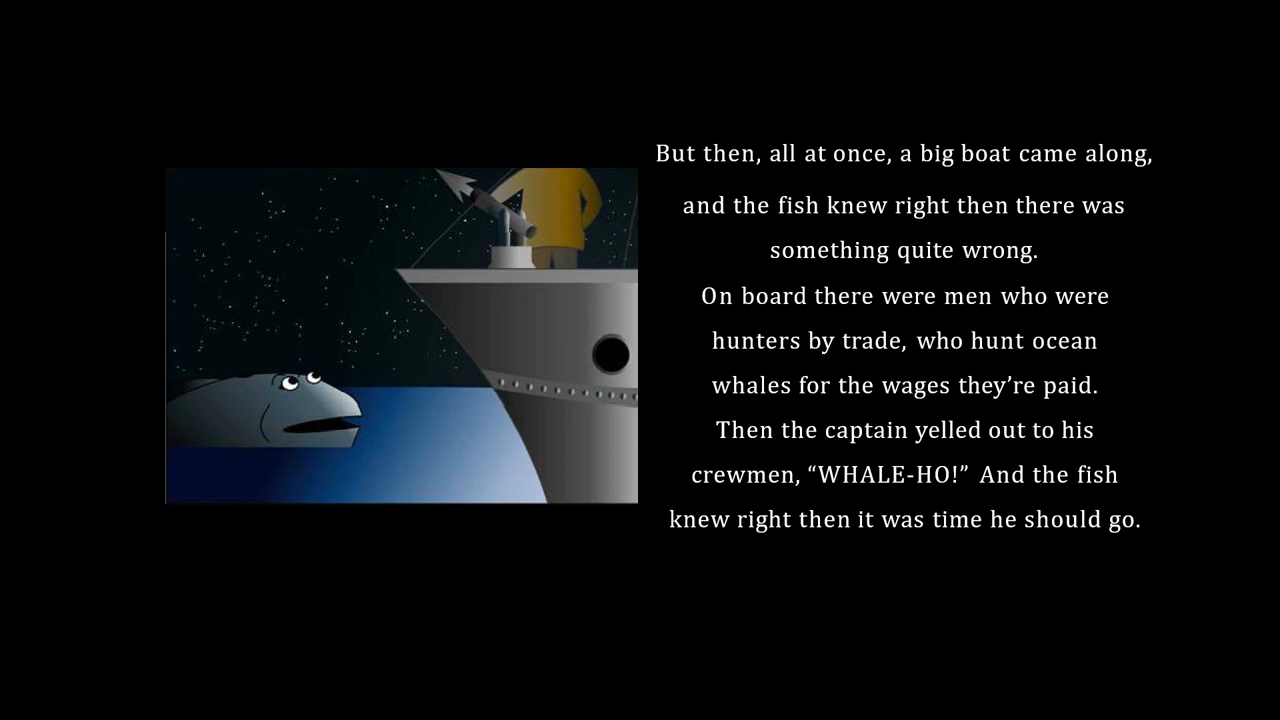 But then, all at once, a big boat came along,
and the fish knew right then there was
something quite wrong.
On board there were men who were
hunters by trade, who hunt ocean
whales for the wages they’re paid.
Then the captain yelled out to his
crewmen, “WHALE-HO!” And the fish
knew right then it was time he should go.